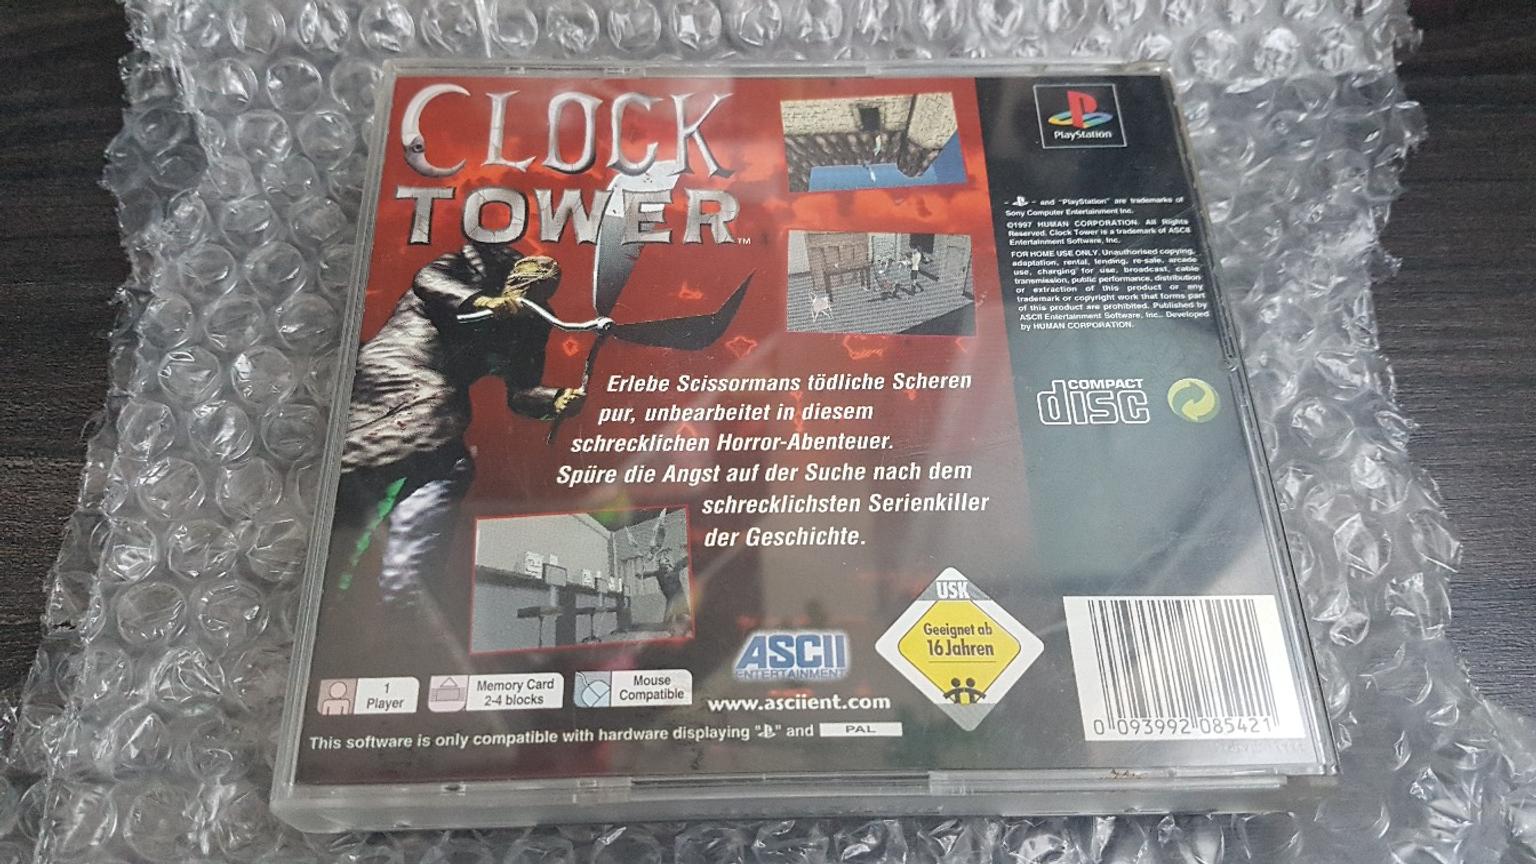 CLOCK
TOWER™
PlayStation
- and "PlayStation" are trademarks of
Sony Computer Entertainment Inc.
©1997 HUMAN CORPORATION. All Rights
Reserved. Clock Tower is a trademark of ASCII
Entertainment Software, Inc.
FOR HOME USE ONLY. Unauthorised copying,
adaptation, rental, lending, re-sale, arcade
use, charging for use, broadcast, cable
transmission, public performance, distribution
or extraction of this product or any
trademark or copyright work that forms part
of this product are prohibited. Published by
ASCII Entertainment Software, Inc.. Developed
by HUMAN CORPORATION.
COMPACT
disc
Erlebe Scissormans tödliche Scheren
pur, unbearbeitet in diesem
schrecklichen Horror-Abenteuer.
Spüre die Angst auf der Suche nach dem
schrecklichsten Serienkiller
der Geschichte.
USK
Geeignet ab
16 Jahren
ASCII
ENTERTAINMENT
www.asciient.com
1
Player
Memory Card
2-4 blocks
Mouse
Compatible
This software is only compatible with hardware displaying "" and PAL
0 093992 085421